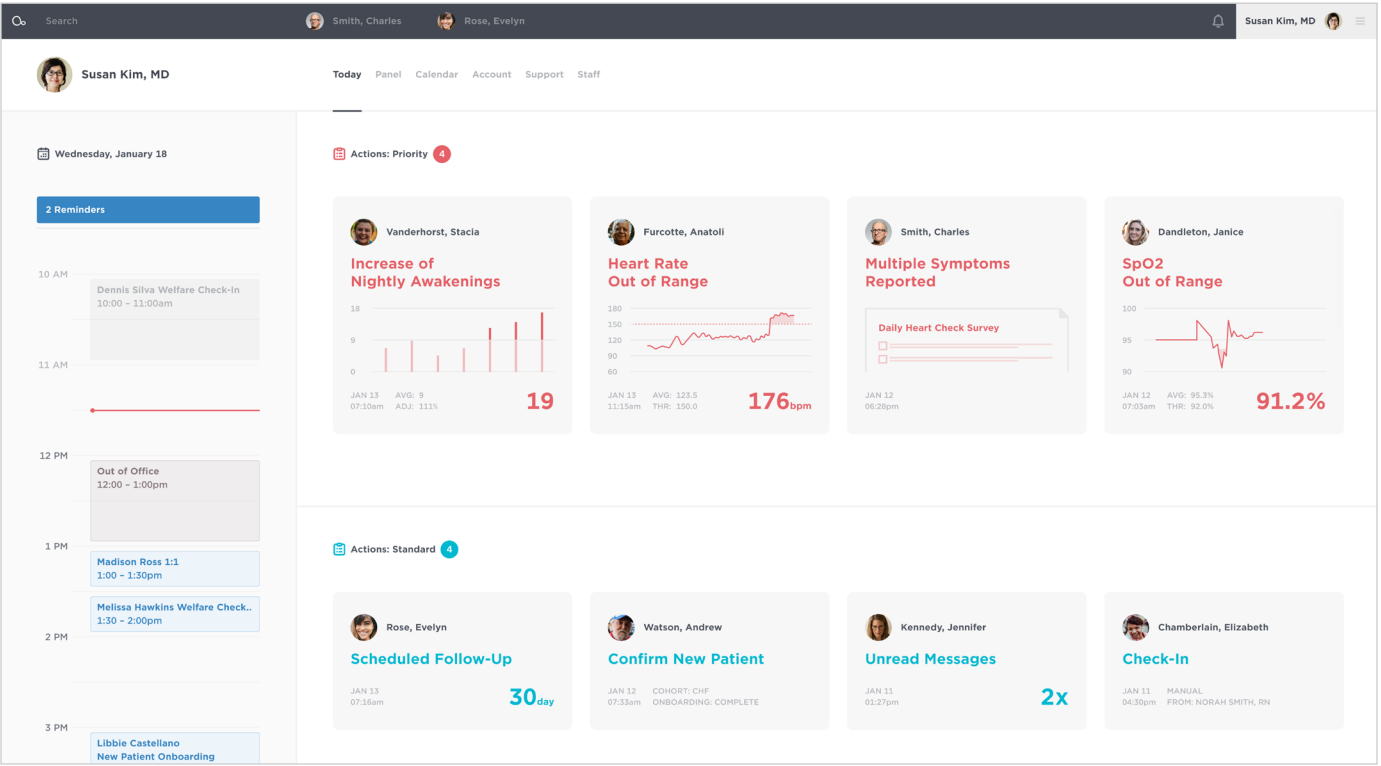 Search
Smith, Charles
Rose, Evelyn
Susan Kim, MD
Susan Kim, MD
Today
Panel
Calendar
Account
Support
Staff
Wednesday, January 18
2 Reminders
10 AM
Dennis Silva Welfare Check-In
10:00 – 11:00am
11 AM
12 PM
Out of Office
12:00 – 1:00pm
1 PM
Madison Ross 1:1
1:00 – 1:30pm
Melissa Hawkins Welfare Check..
1:30 – 2:00pm
2 PM
3 PM
Libbie Castellano
New Patient Onboarding
Actions: Priority 4
Vanderhorst, Stacia
Increase of
Nightly Awakenings
18
9
0
JAN 13 AVG: 9
07:10am ADJ: 111%
19
Furcotte, Anatoli
Heart Rate
Out of Range
180
150
120
90
60
JAN 13 AVG: 123.5
11:15am THR: 150.0
176bpm
Smith, Charles
Multiple Symptoms
Reported
Daily Heart Check Survey
JAN 12
06:28pm
Dandleton, Janice
SpO2
Out of Range
100
95
90
JAN 12 AVG: 95.3%
07:03am THR: 92.0%
91.2%
Actions: Standard 4
Rose, Evelyn
Scheduled Follow-Up
JAN 13
07:16am
30day
Watson, Andrew
Confirm New Patient
JAN 12 COHORT: CHF
07:33am ONBOARDING: COMPLETE
Kennedy, Jennifer
Unread Messages
JAN 11
01:27pm
2x
Chamberlain, Elizabeth
Check-In
JAN 11 MANUAL
04:30pm FROM: NORAH SMITH, RN